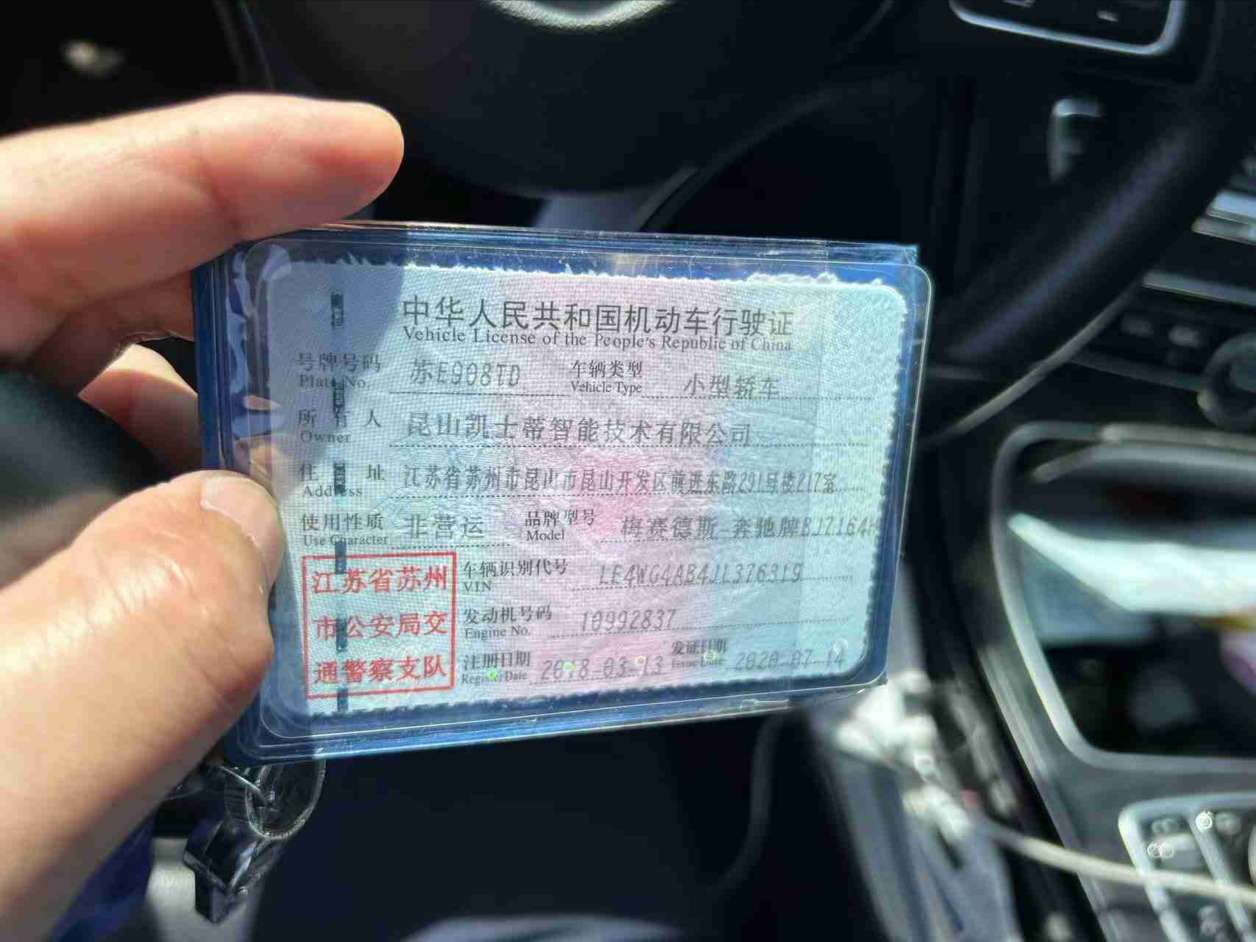 中华人民共和国机动车行驶证
Vehicle License of the People's Republic of China
号牌号码 苏E908TD 车辆类型 小型轿车
Plate No. Vehicle Type
所有人 昆山凯士蒂智能技术有限公司
Owner
住址 江苏省苏州市昆山市昆山开发区前进东路291号楼217室
Address
使用性质 非营运 品牌型号 梅赛德斯-奔驰牌BJ7164
Use Character Model
江苏省苏州 车辆识别代号 LE4WG4AB4JL376319
VIN
市公安局交 发动机号码 10992837
Engine No.
通警察支队 注册日期 2018-03-13 发证日期 2020-07-14
Register Date Issue Date